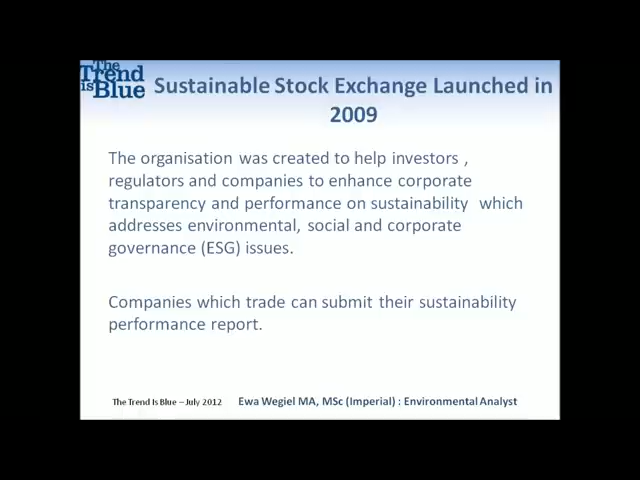 The
Trend
is Blue
Sustainable Stock Exchange Launched in
2009
The organisation was created to help investors ,
regulators and companies to enhance corporate
transparency and performance on sustainability which
addresses environmental, social and corporate
governance (ESG) issues.
Companies which trade can submit their sustainability
performance report.
The Trend Is Blue – July 2012 Ewa Wegiel MA, MSc (Imperial) : Environmental Analyst